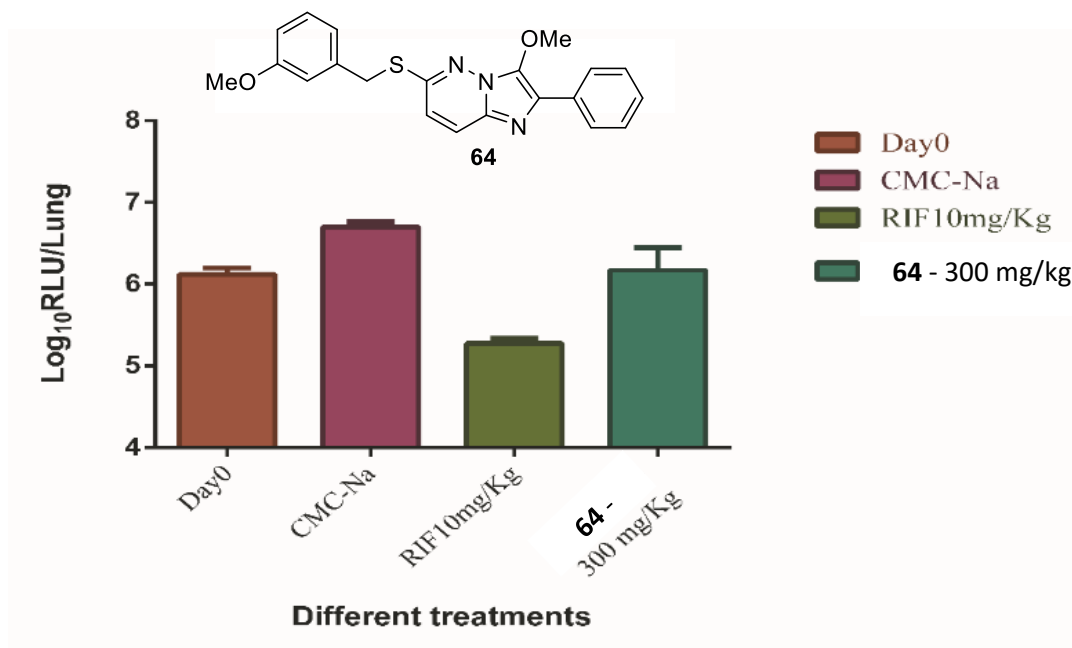 OMe
MeO
S
N
N
N
64
8
7
6
5
4
Log10RLU/Lung
Day0
CMC-Na
RIF10mg/Kg
64 -
300 mg/Kg
Different treatments
Day0
CMC-Na
RIF10mg/Kg
64 - 300 mg/kg